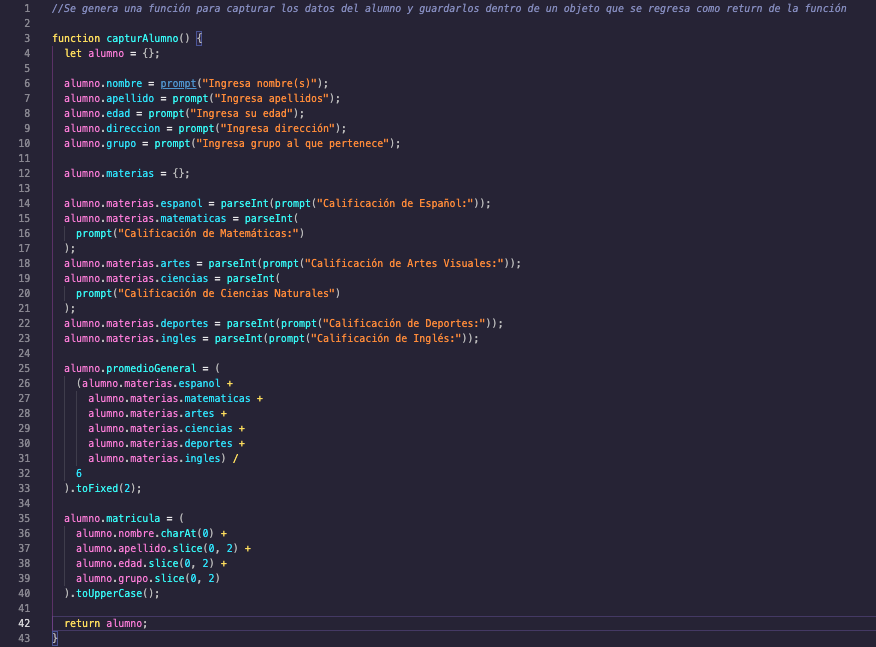 1 //Se genera una función para capturar los datos del alumno y guardarlos dentro de un objeto que se regresa como return de la función
2
3 function capturAlumno() {
4   let alumno = {};
5
6   alumno.nombre = prompt("Ingresa nombre(s)");
7   alumno.apellido = prompt("Ingresa apellidos");
8   alumno.edad = prompt("Ingresa su edad");
9   alumno.direccion = prompt("Ingresa dirección");
10   alumno.grupo = prompt("Ingresa grupo al que pertenece");
11
12   alumno.materias = {};
13
14   alumno.materias.espanol = parseInt(prompt("Calificación de Español:"));
15   alumno.materias.matematicas = parseInt(
16     prompt("Calificación de Matemáticas:")
17   );
18   alumno.materias.artes = parseInt(prompt("Calificación de Artes Visuales:"));
19   alumno.materias.ciencias = parseInt(
20     prompt("Calificación de Ciencias Naturales")
21   );
22   alumno.materias.deportes = parseInt(prompt("Calificación de Deportes:"));
23   alumno.materias.ingles = parseInt(prompt("Calificación de Inglés:"));
24
25   alumno.promedioGeneral = (
26     (alumno.materias.espanol +
27       alumno.materias.matematicas +
28       alumno.materias.artes +
29       alumno.materias.ciencias +
30       alumno.materias.deportes +
31       alumno.materias.ingles) /
32     6
33   ).toFixed(2);
34
35   alumno.matricula = (
36     alumno.nombre.charAt(0) +
37     alumno.apellido.slice(0, 2) +
38     alumno.edad.slice(0, 2) +
39     alumno.grupo.slice(0, 2)
40   ).toUpperCase();
41
42   return alumno;
43 }